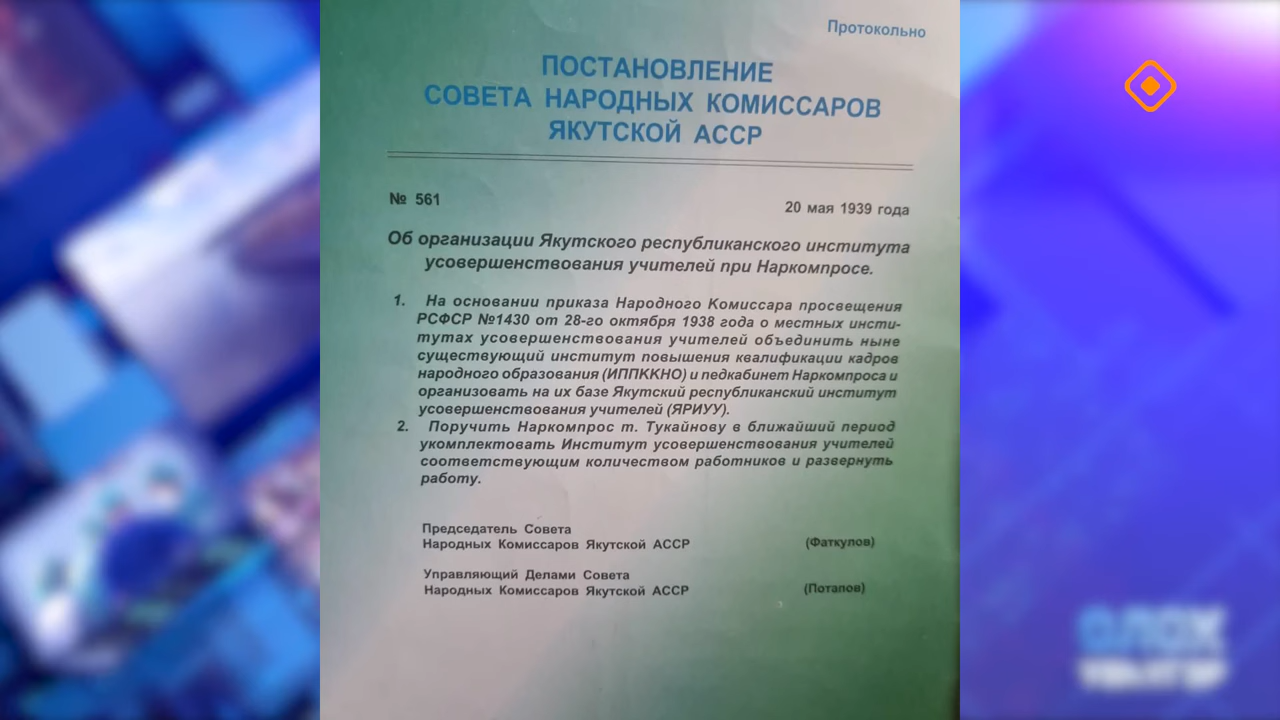 Протокольно
ПОСТАНОВЛЕНИЕ
СОВЕТА НАРОДНЫХ КОМИССАРОВ
ЯКУТСКОЙ АССР
№ 561
20 мая 1939 года
Об организации Якутского республиканского института
усовершенствования учителей при Наркомпросе.
1. На основании приказа Народного Комиссара просвещения
РСФСР №1430 от 28-го октября 1938 года о местных инсти-
тутах усовершенствования учителей объединить ныне
существующий институт повышения квалификации кадров
народного образования (ИППККНО) и педкабинет Наркомпроса и
организовать на их базе Якутский республиканский институт
усовершенствования учителей (ЯРИУУ).
2. Поручить Наркомпрос т. Тукайнову в ближайший период
укомплектовать Институт усовершенствования учителей
соответствующим количеством работников и развернуть
работу.
Председатель Совета
Народных Комиссаров Якутской АССР (Фаткулов)
Управляющий Делами Совета
Народных Комиссаров Якутской АССР (Потапов)